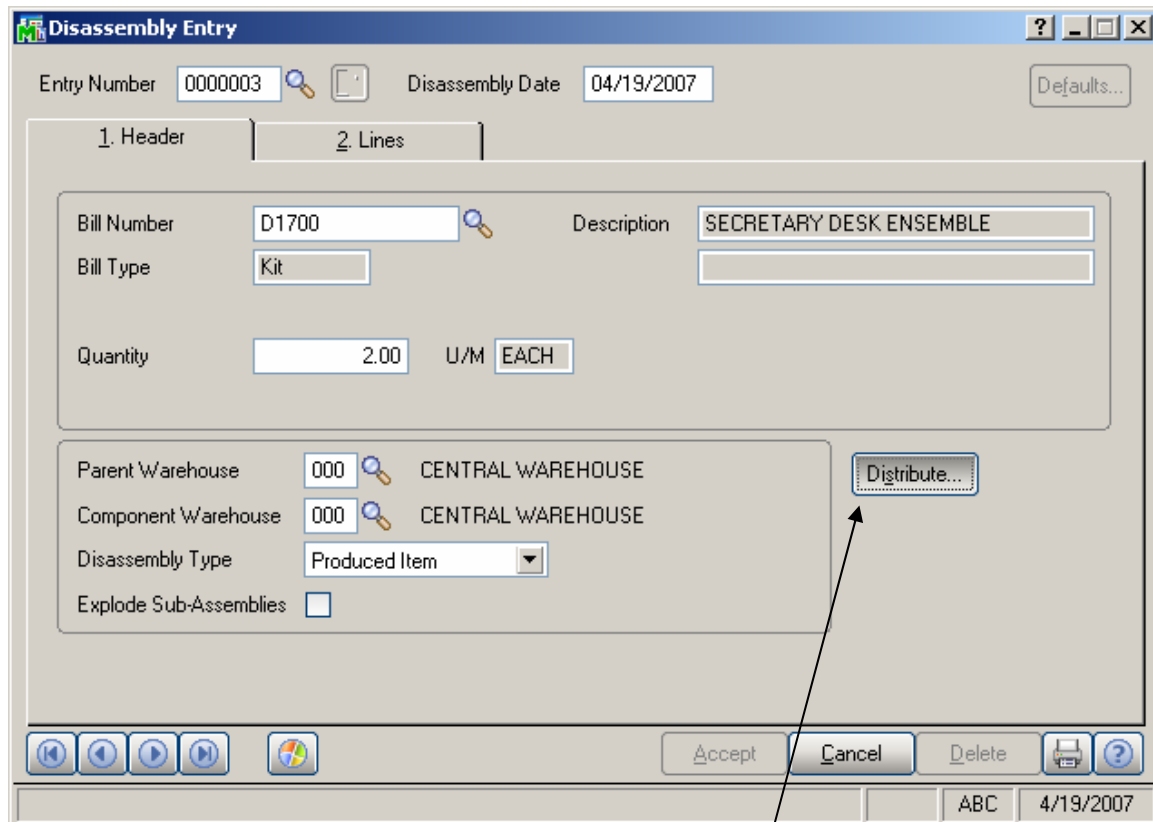 Disassembly Entry
Entry Number 0000003 Disassembly Date 04/19/2007 Defaults...
1. Header 2. Lines
Bill Number D1700 Description SECRETARY DESK ENSEMBLE
Bill Type Kit
Quantity 2.00 U/M EACH
Parent Warehouse 000 CENTRAL WAREHOUSE Distribute...
Component Warehouse 000 CENTRAL WAREHOUSE
Disassembly Type Produced Item
Explode Sub-Assemblies
Accept Cancel Delete
ABC 4/19/2007